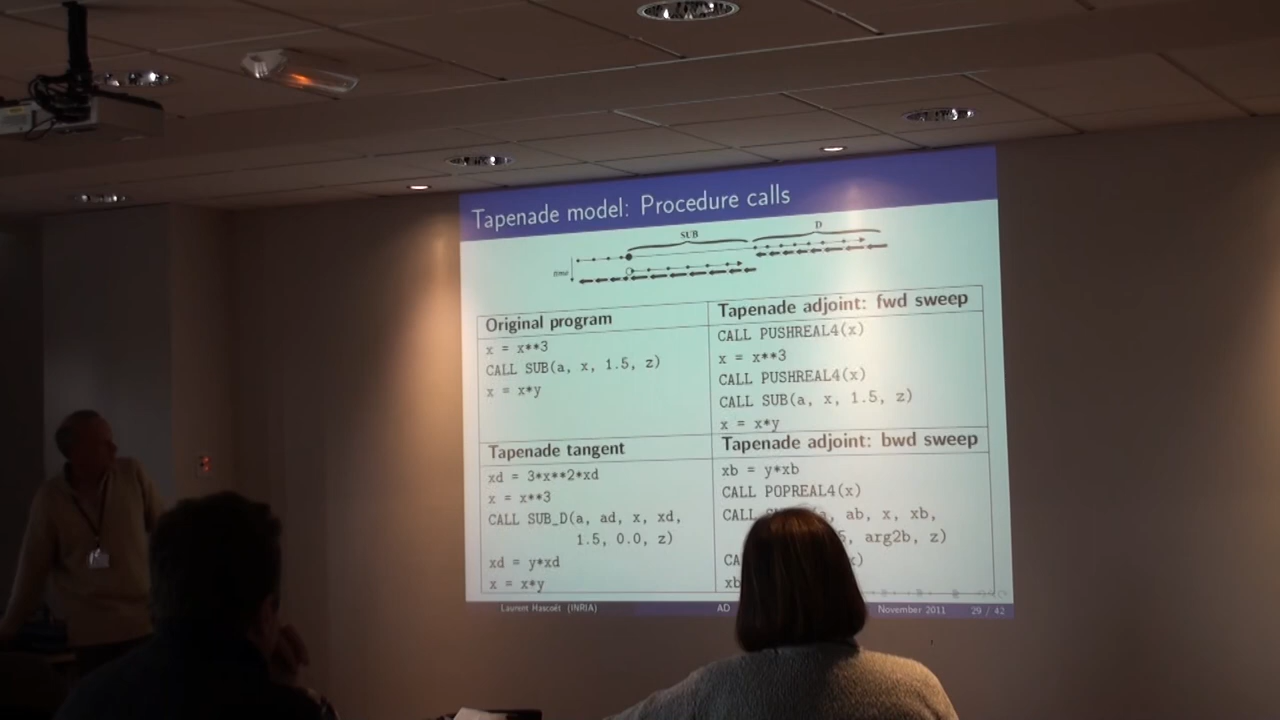 Tapenade model: Procedure calls
SUB
D
time
Original program
x = x**3
CALL SUB(a, x, 1.5, z)
x = x*y
Tapenade adjoint: fwd sweep
CALL PUSHREAL4(x)
x = x**3
CALL PUSHREAL4(x)
CALL SUB(a, x, 1.5, z)
x = x*y
Tapenade tangent
xd = 3*x**2*xd
x = x**3
CALL SUB_D(a, ad, x, xd,
1.5, 0.0, z)
xd = y*xd
x = x*y
Tapenade adjoint: bwd sweep
xb = y*xb
CALL POPREAL4(x)
CALL ab, x, xb,
arg2b, z)
xb
Laurent Hascoët (INRIA) AD November 2011 29 / 42